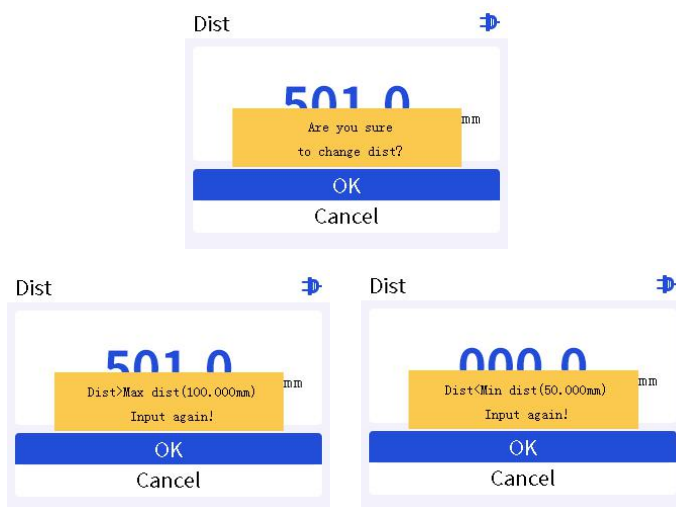 Dist
501.0
mm
Are you sure
to change dist?
OK
Cancel
Dist
501.0
mm
Dist>Max dist(100.000mm)
Input again!
OK
Cancel
Dist
000.0
mm
Dist<Min dist(50.000mm)
Input again!
OK
Cancel